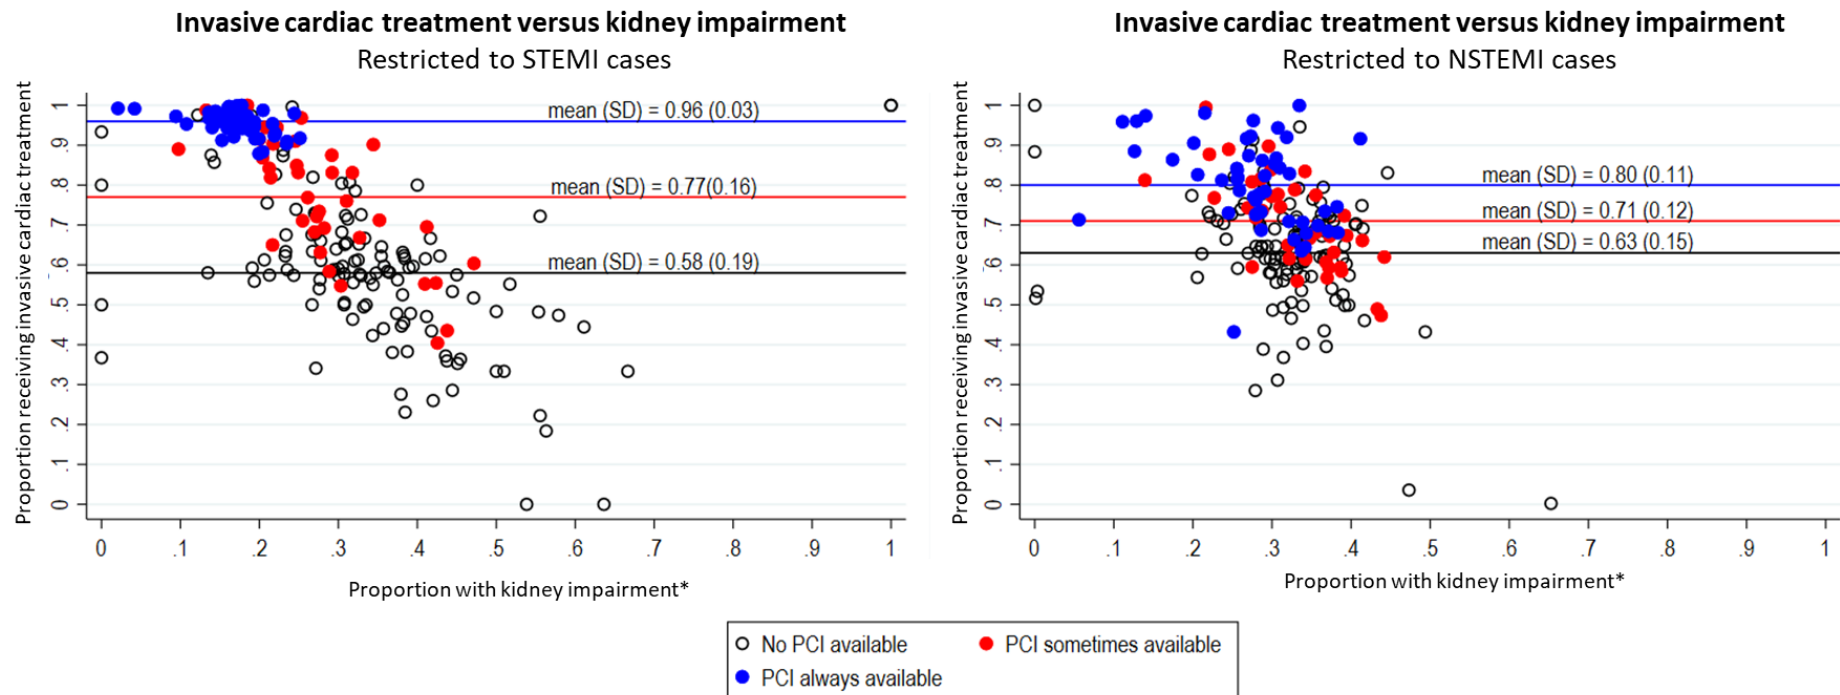 Invasive cardiac treatment versus kidney impairment
Restricted to STEMI cases
Proportion receiving invasive cardiac treatment
1
.9
.8
.7
.6
.5
.4
.3
.2
.1
0
mean (SD) = 0.96 (0.03)
mean (SD) = 0.77(0.16)
mean (SD) = 0.58 (0.19)
0 .1 .2 .3 .4 .5 .6 .7 .8 .9 1
Proportion with kidney impairment*
Invasive cardiac treatment versus kidney impairment
Restricted to NSTEMI cases
Proportion receiving invasive cardiac treatment
1
.9
.8
.7
.6
.5
.4
.3
.2
.1
0
mean (SD) = 0.80 (0.11)
mean (SD) = 0.71 (0.12)
mean (SD) = 0.63 (0.15)
0 .1 .2 .3 .4 .5 .6 .7 .8 .9 1
Proportion with kidney impairment*
No PCI available
PCI sometimes available
PCI always available